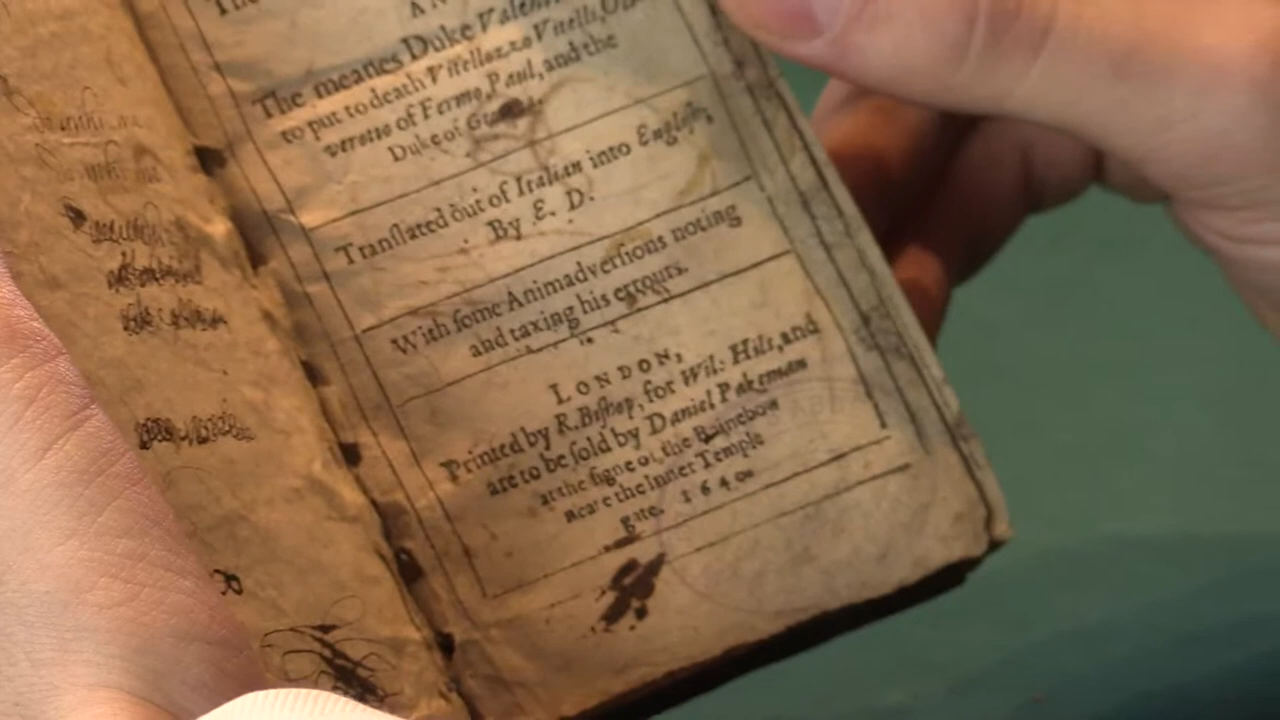 The
AN
The meanes Duke Valen
to put to death Vitellozzo Vitelli, O
verotto of Fermo, Paul, and the
Duke of
Tranſlated out of Italian into Engliſh,
By E. D.
With ſome Animadverſions noting
and taxing his errours.
LONDON,
Printed by R. Biſhop, for Wil: Hils, and
are to be ſold by Daniel Pakeman
at the ſigne of the Rainebow
neare the Inner Temple
gate. 1640.